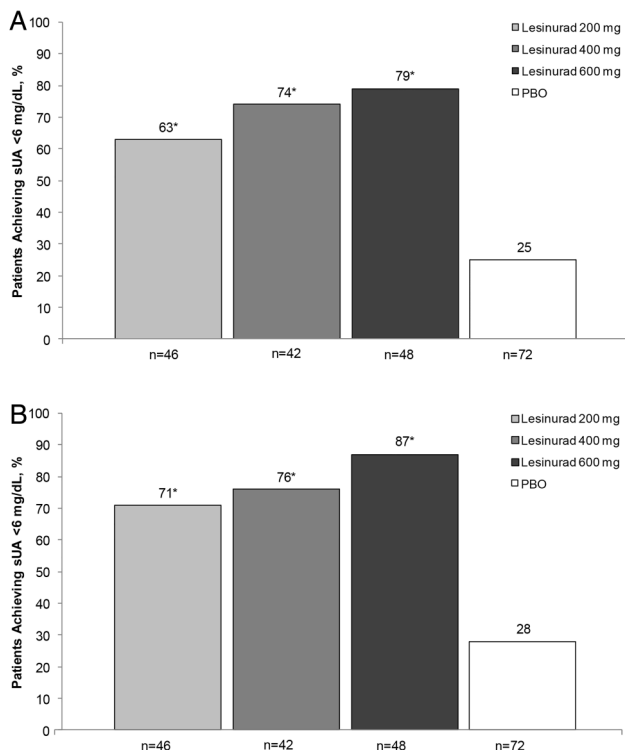 A
Patients Achieving sUA <6 mg/dL, %
100
90
80
70
60
50
40
30
20
10
0
63*
74*
79*
25
n=46
n=42
n=48
n=72
Lesinurad 200 mg
Lesinurad 400 mg
Lesinurad 600 mg
PBO
B
Patients Achieving sUA <6 mg/dL, %
100
90
80
70
60
50
40
30
20
10
0
71*
76*
87*
28
n=46
n=42
n=48
n=72
Lesinurad 200 mg
Lesinurad 400 mg
Lesinurad 600 mg
PBO